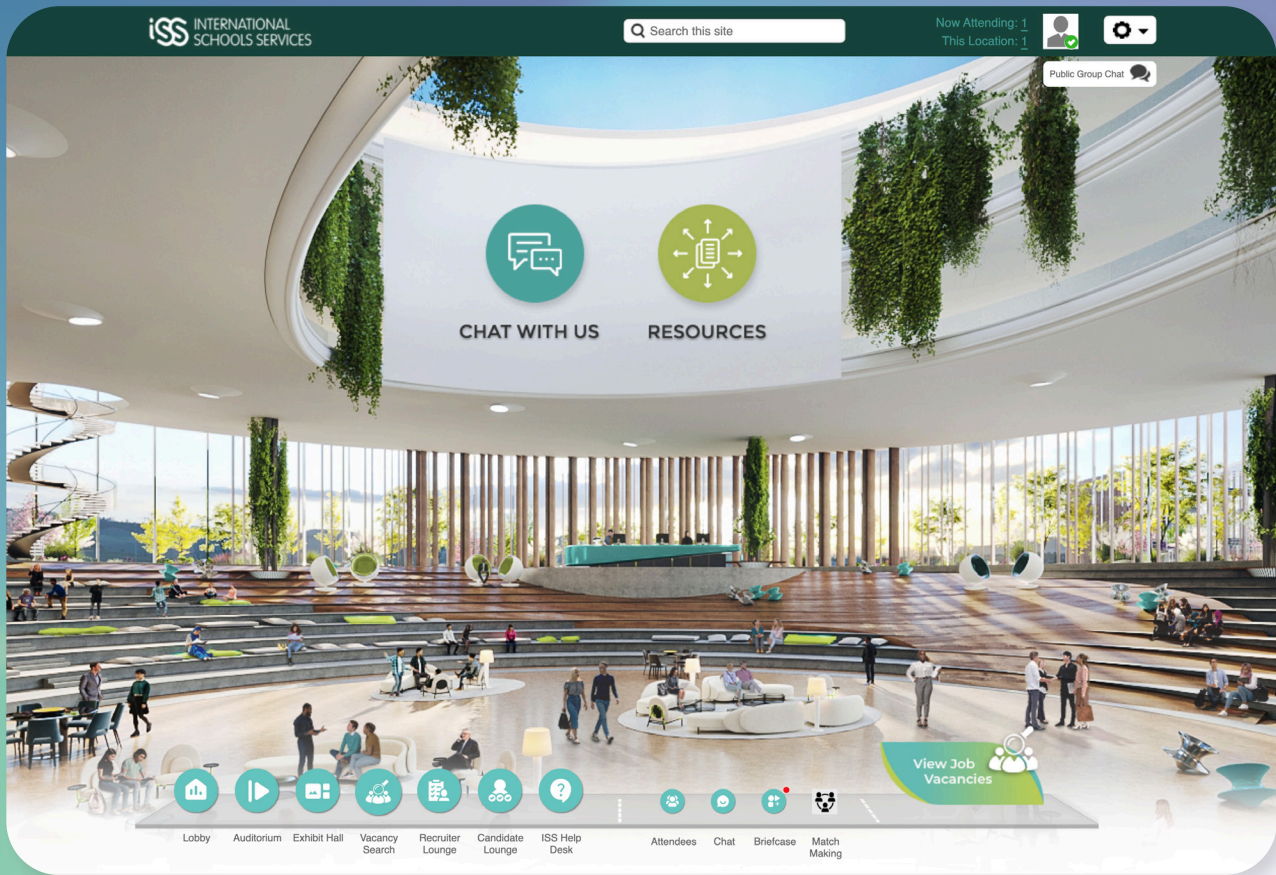 iSS INTERNATIONAL
SCHOOLS SERVICES
Search this site
Now Attending: 1
This Location: 1
Public Group Chat
CHAT WITH US
RESOURCES
View Job
Vacancies
Lobby
Auditorium
Exhibit Hall
Vacancy
Search
Recruiter
Lounge
Candidate
Lounge
ISS Help
Desk
Attendees
Chat
Briefcase
Match
Making